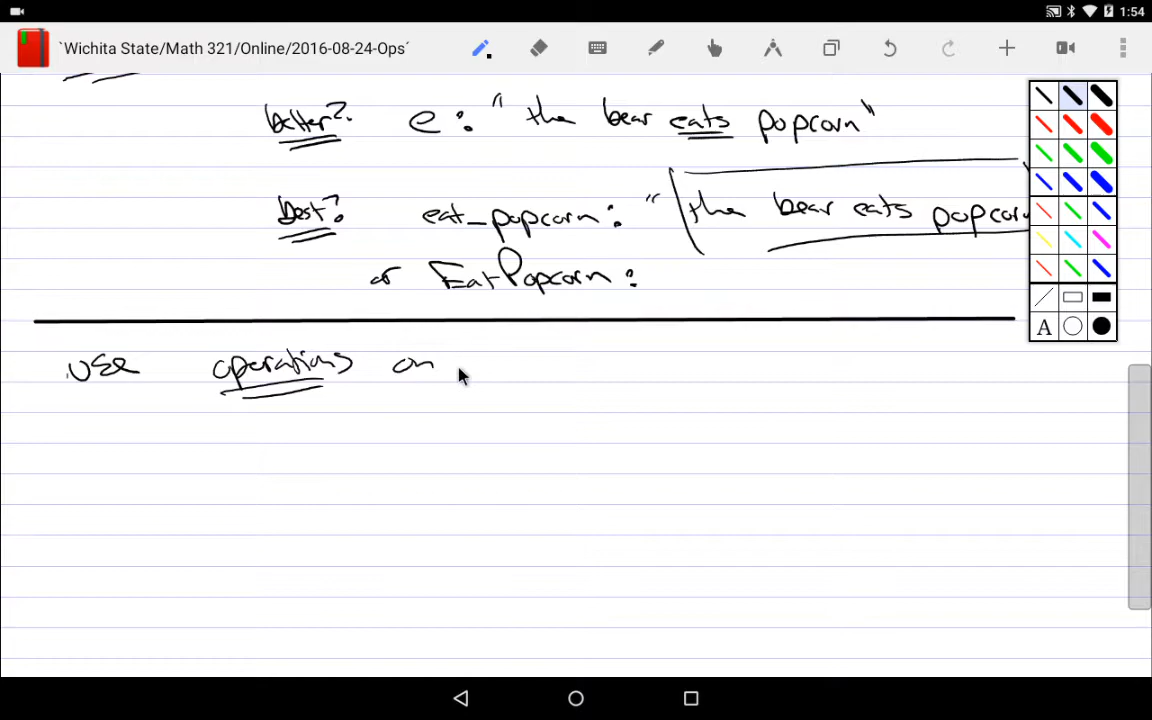 1:54
`Wichita State/Math 321/Online/2016-08-24-Ops´
better? e: "the bear eats popcorn"
best? eat_popcorn: "the bear eats popcorn
or EatPopcorn:
A
use operations on